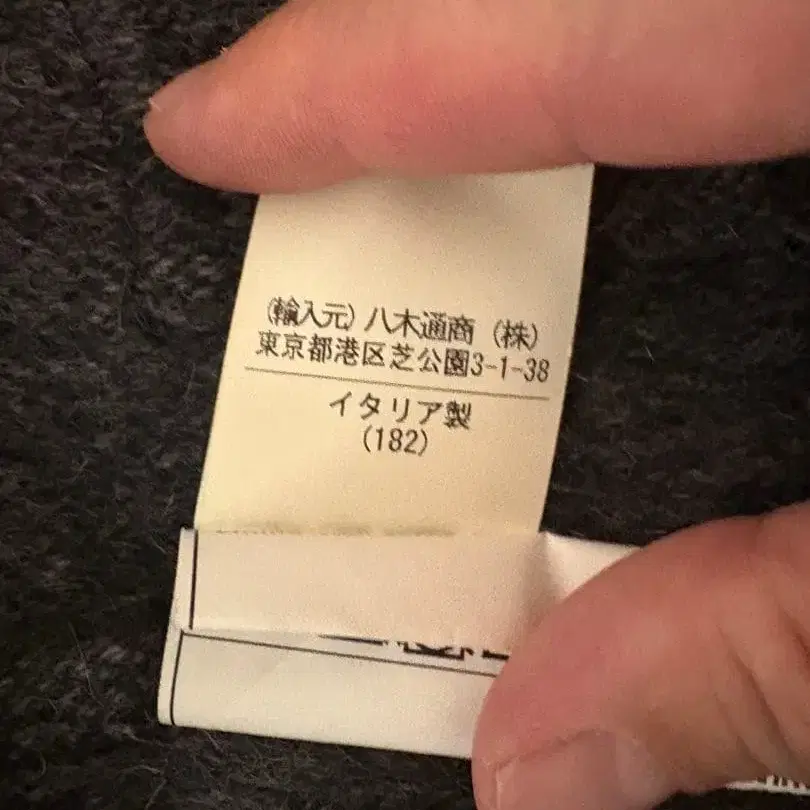 (輸入元) 八木通商 (株)
東京都港区芝公園3-1-38
イタリア製
(182)